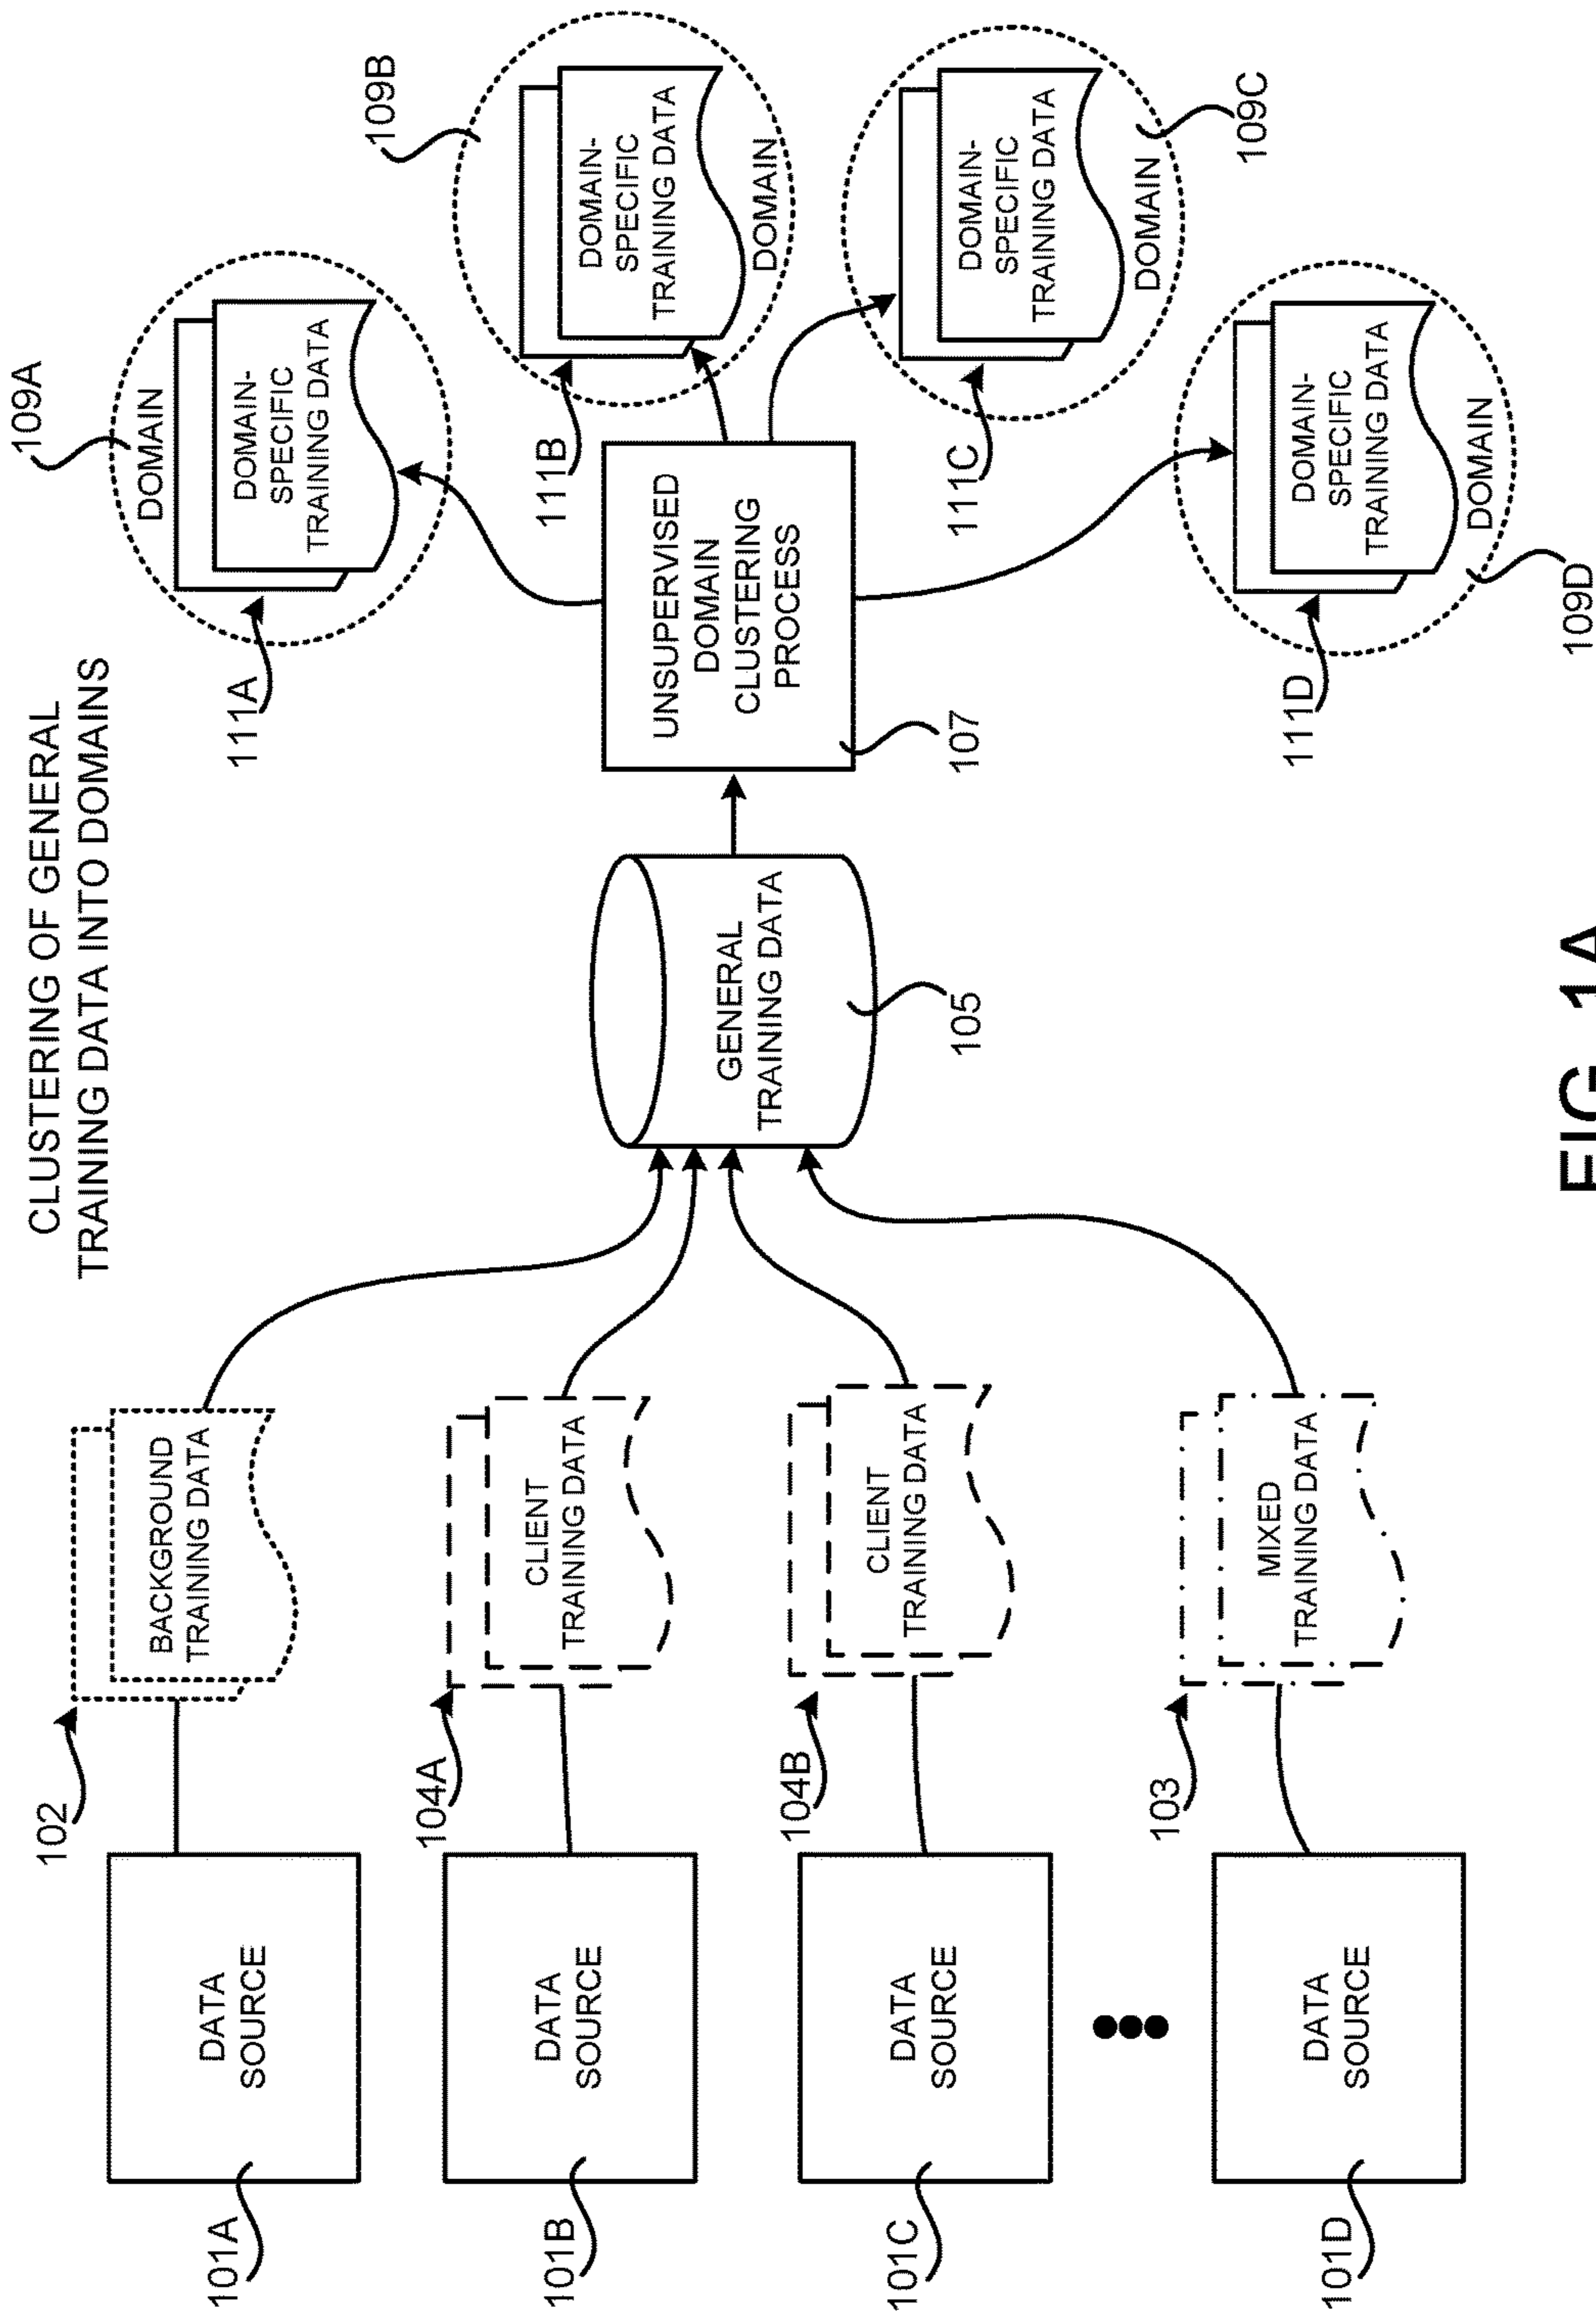 CLUSTERING OF GENERAL
TRAINING DATA INTO DOMAINS
101A
DATA
SOURCE
102
BACKGROUND
TRAINING DATA
101B
DATA
SOURCE
104A
CLIENT
TRAINING DATA
101C
DATA
SOURCE
104B
CLIENT
TRAINING DATA
101D
DATA
SOURCE
103
MIXED
TRAINING DATA
GENERAL
TRAINING DATA
105
UNSUPERVISED
DOMAIN
CLUSTERING
PROCESS
107
109A
DOMAIN
DOMAIN-
SPECIFIC
TRAINING DATA
111A
109B
DOMAIN-
SPECIFIC
TRAINING DATA
DOMAIN
111B
DOMAIN-
SPECIFIC
TRAINING DATA
DOMAIN
109C
111C
DOMAIN-
SPECIFIC
TRAINING DATA
DOMAIN
111D
109D
FIG. 1A